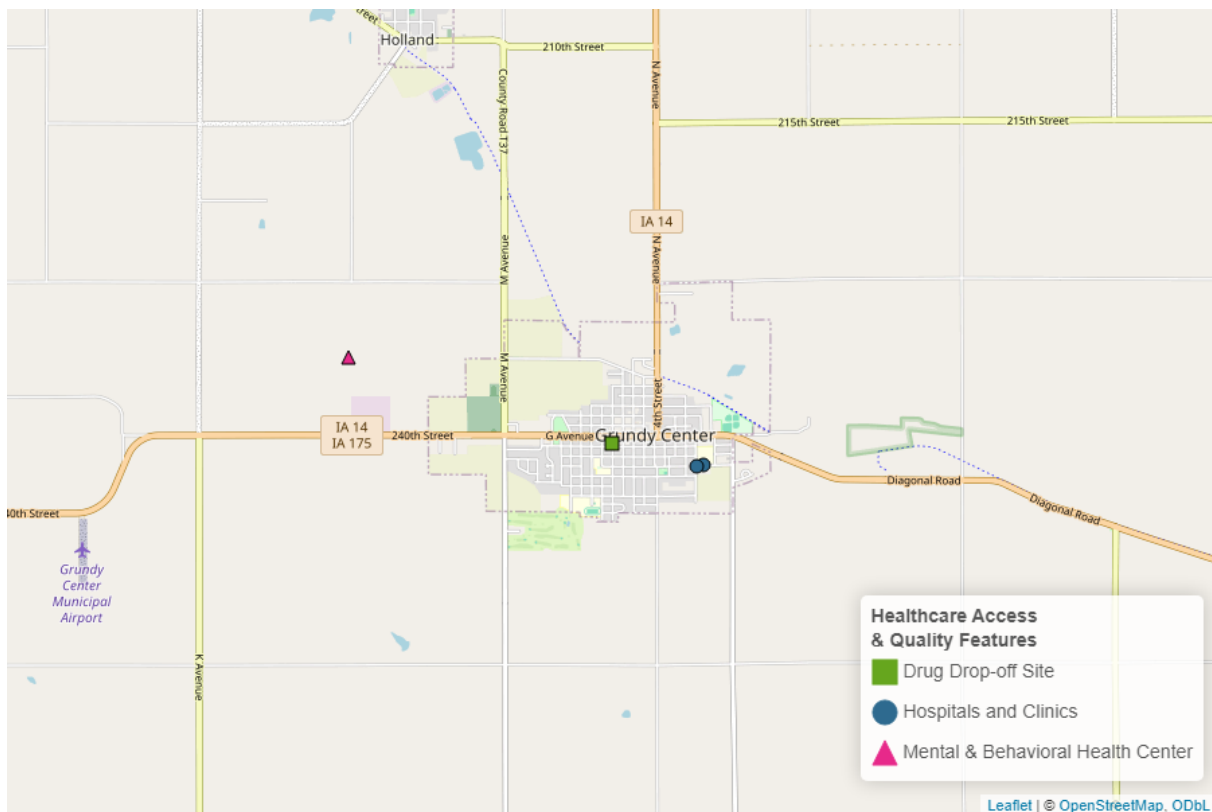 Street
Holland
210th Street
County Road T37
N Avenue
215th Street
215th Street
IA 14
N Avenue
M Avenue
M Avenue
4th Street
IA 14
IA 175
240th Street
G Avenue
Grundy Center
Diagonal Road
Diagonal Road
40th Street
Grundy
Center
Municipal
Airport
K Avenue
Healthcare Access
& Quality Features
Drug Drop-off Site
Hospitals and Clinics
Mental & Behavioral Health Center
Leaflet | © OpenStreetMap, ODbL